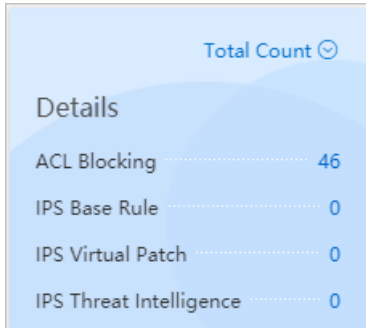 Total Count
Details
ACL Blocking 46
IPS Base Rule 0
IPS Virtual Patch 0
IPS Threat Intelligence 0